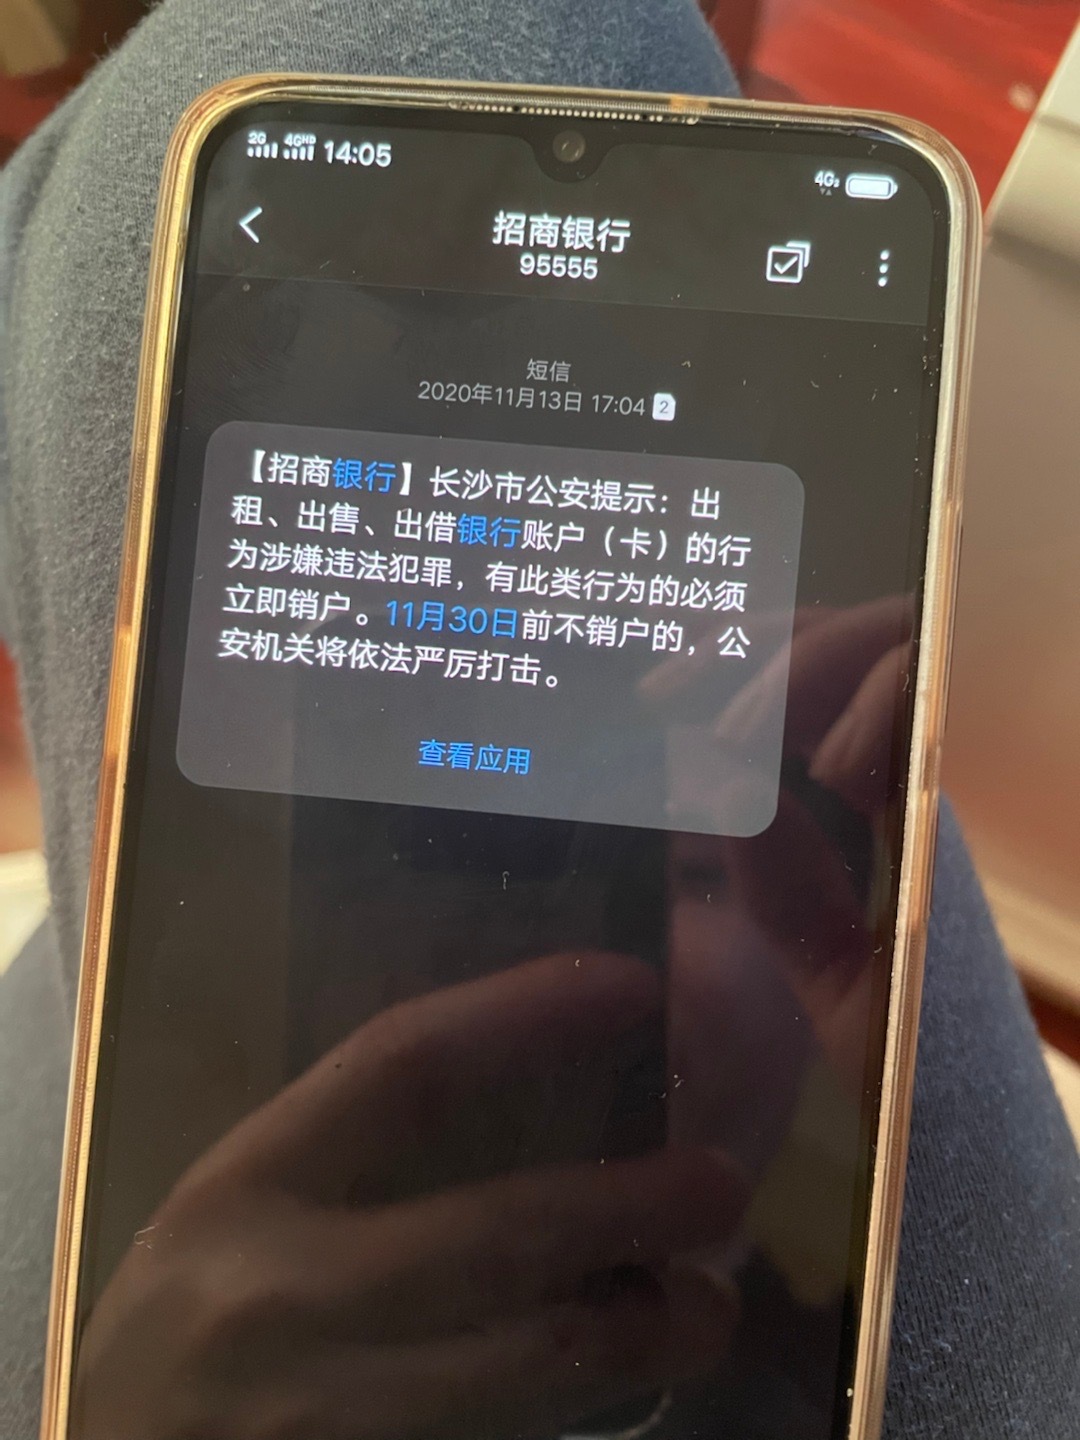 2G 4GHD 14:05 4G2
招商银行
95555
短信
2020年11月13日 17:04 2
【招商银行】长沙市公安提示：出
租、出售、出借银行账户（卡）的行
为涉嫌违法犯罪，有此类行为的必须
立即销户。11月30日前不销户的，公
安机关将依法严厉打击。
查看应用